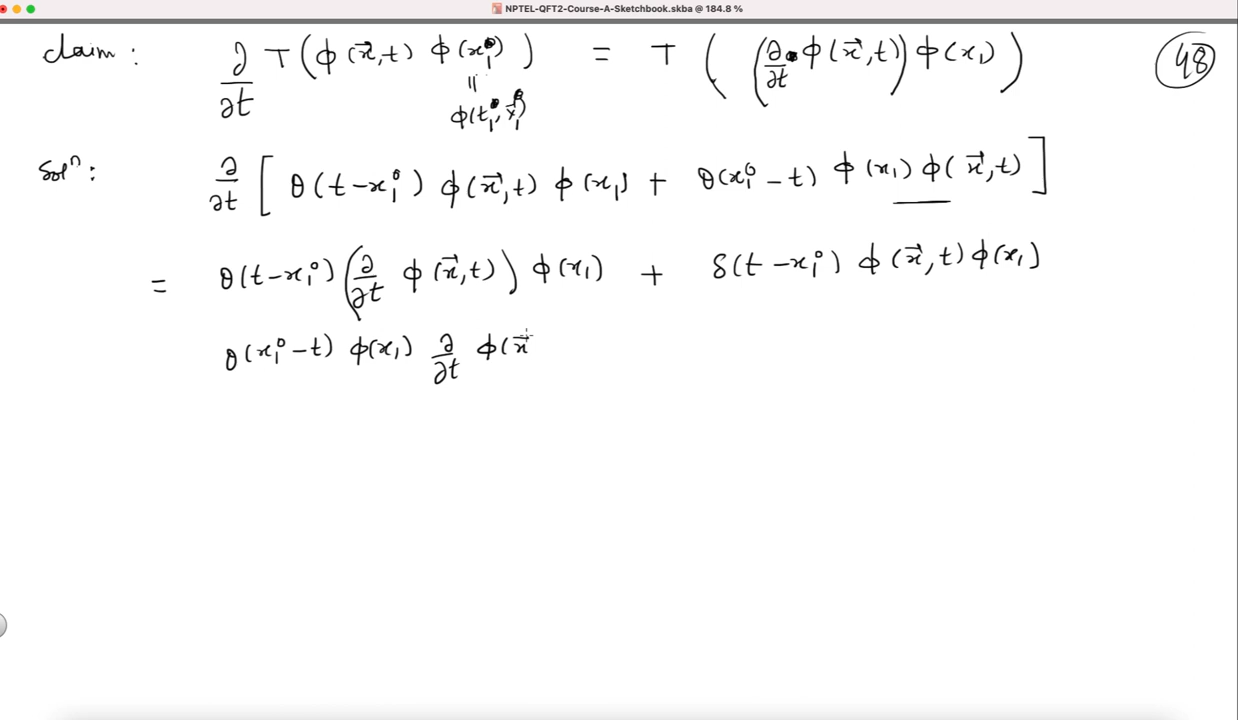 NPTEL-QFT2-Course-A-Sketchbook.skba @ 184.8 %
claim : ∂/∂t T(ϕ(x⃗,t) ϕ(x₁)) = T((∂/∂t ϕ(x⃗,t)) ϕ(x₁)) 48
||
ϕ(t₁, x⃗₁)
Solⁿ : ∂/∂t [θ(t-x₁⁰) ϕ(x⃗,t) ϕ(x₁) + θ(x₁⁰-t) ϕ(x₁) ϕ(x⃗,t)]
= θ(t-x₁⁰)(∂/∂t ϕ(x⃗,t)) ϕ(x₁) + δ(t-x₁⁰) ϕ(x⃗,t) ϕ(x₁)
θ(x₁⁰-t) ϕ(x₁) ∂/∂t ϕ(x⃗